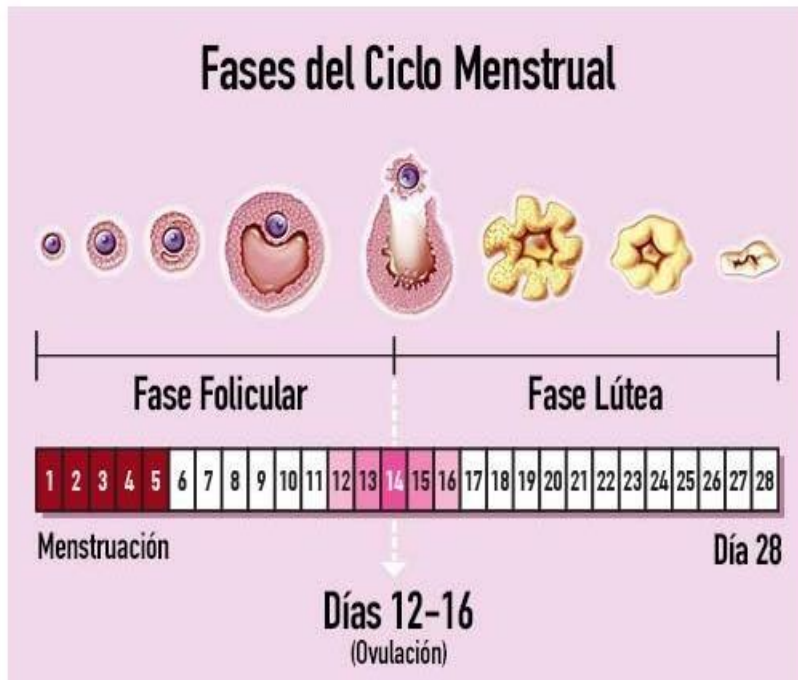 Fases del Ciclo Menstrual
Fase Folicular
Fase Lútea
1 2 3 4 5 6 7 8 9 10 11 12 13 14 15 16 17 18 19 20 21 22 23 24 25 26 27 28
Menstruación
Día 28
Días 12-16
(Ovulación)